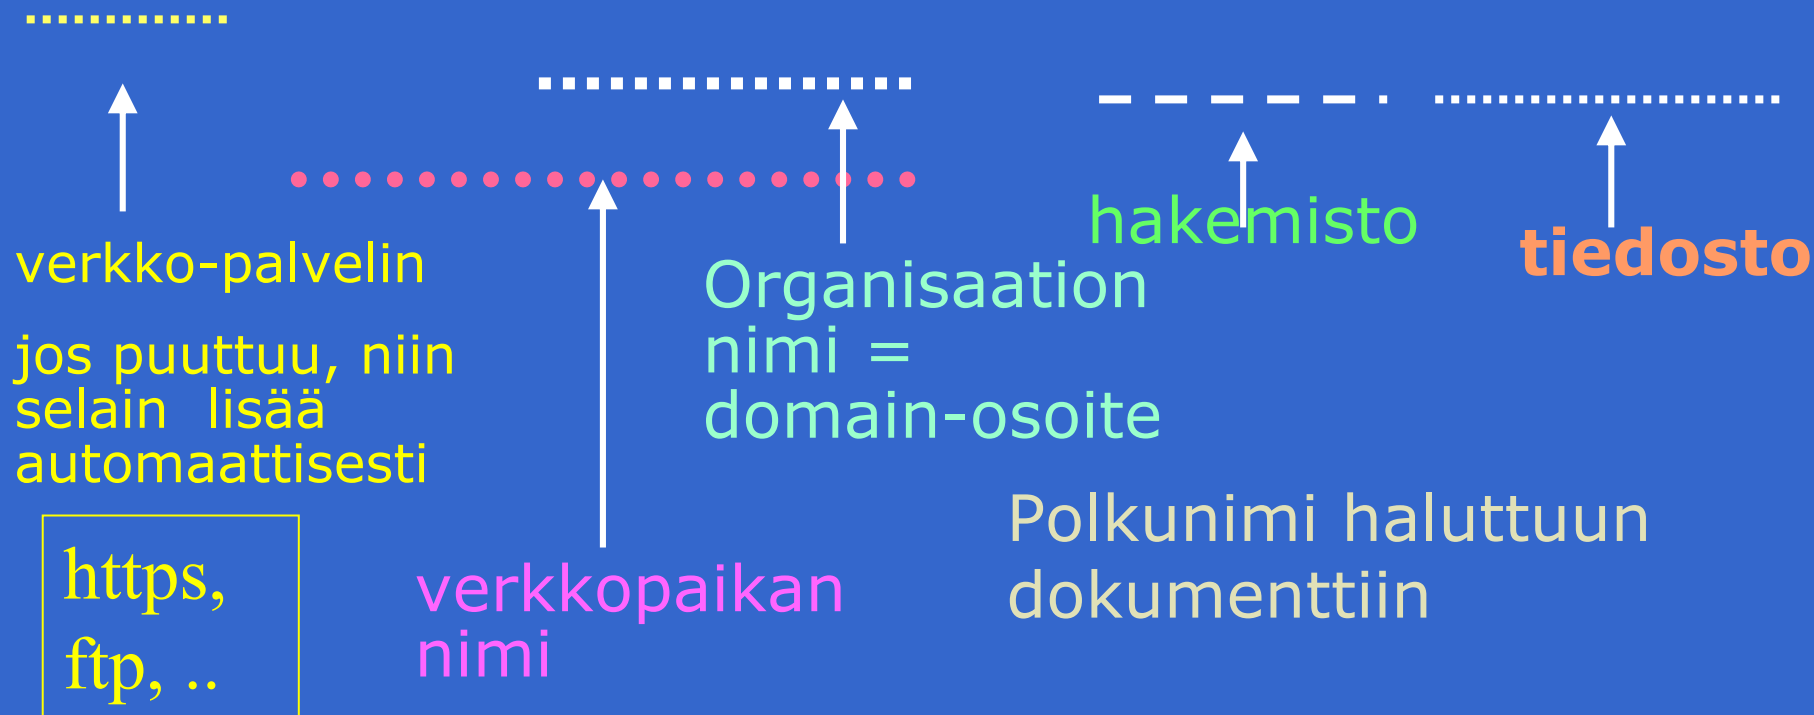 verkko-palvelin
jos puuttuu, niin
selain lisää
automaattisesti
https,
ftp, ..
verkkopaikan
nimi
Organisaation
nimi =
domain-osoite
hakemisto
tiedosto
Polkunimi haluttuun
dokumenttiin